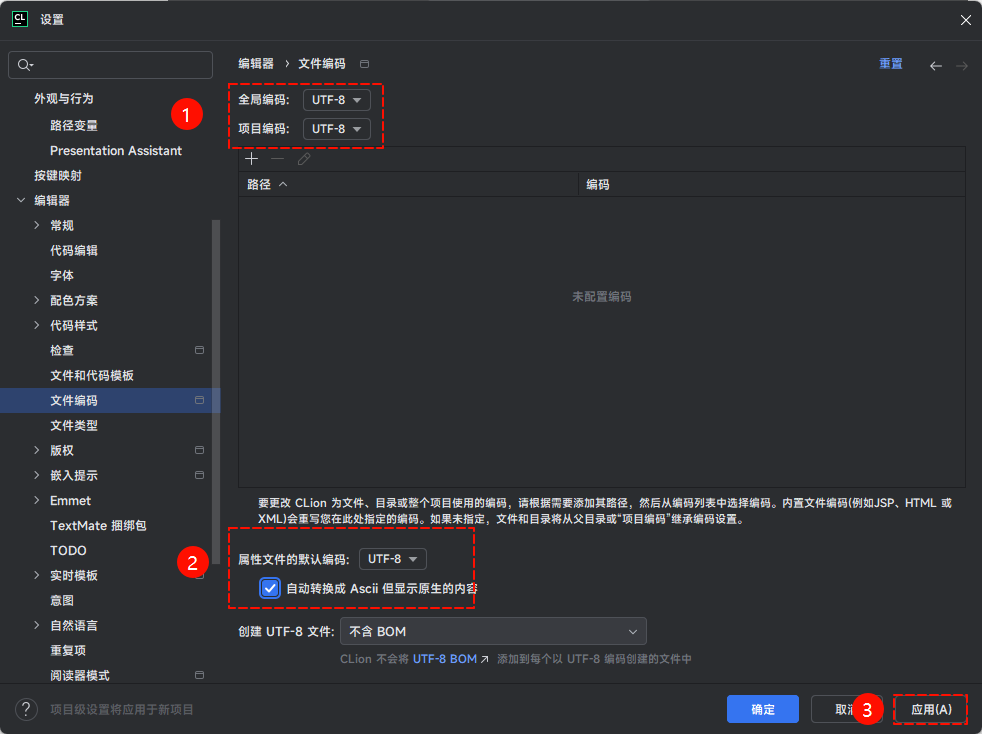 CL 设置
编辑器 › 文件编码
重置
外观与行为
路径变量
Presentation Assistant
按键映射
编辑器
常规
代码编辑
字体
配色方案
代码样式
检查
文件和代码模板
文件编码
文件类型
版权
嵌入提示
Emmet
TextMate 捆绑包
TODO
实时模板
意图
自然语言
重复项
阅读器模式
1
全局编码: UTF-8
项目编码: UTF-8
路径 编码
未配置编码
要更改 CLion 为文件、目录或整个项目使用的编码，请根据需要添加其路径，然后从编码列表中选择编码。内置文件编码(例如JSP、HTML 或
XML)会重写您在此处指定的编码。如果未指定，文件和目录将从父目录或“项目编码”继承编码设置。
2
属性文件的默认编码: UTF-8
自动转换成 Ascii 但显示原生的内容
创建 UTF-8 文件: 不含 BOM
CLion 不会将 UTF-8 BOM ↗ 添加到每个以 UTF-8 编码创建的文件中
? 项目级设置将应用于新项目
确定
取
3
应用(A)